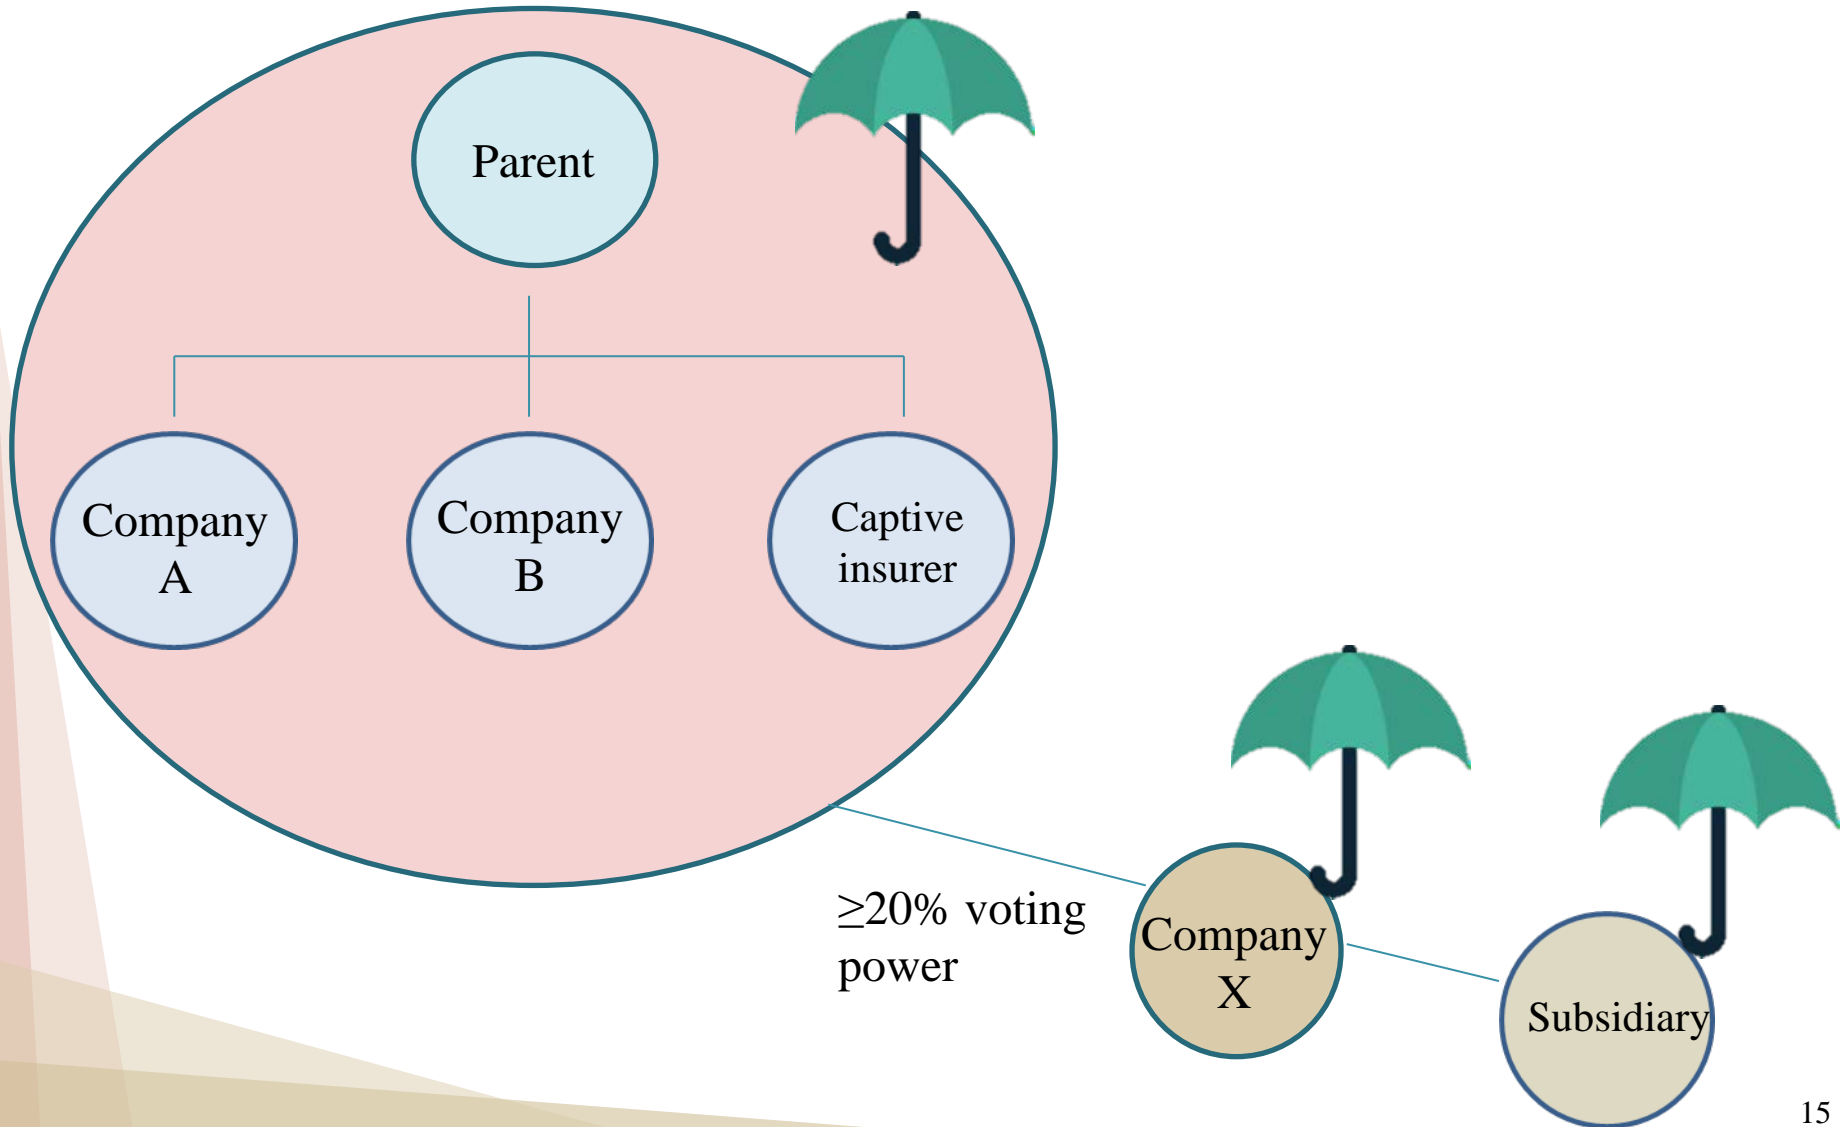 Parent
Company
A
Company
B
Captive
insurer
≥20% voting
power
Company
X
Subsidiary
15